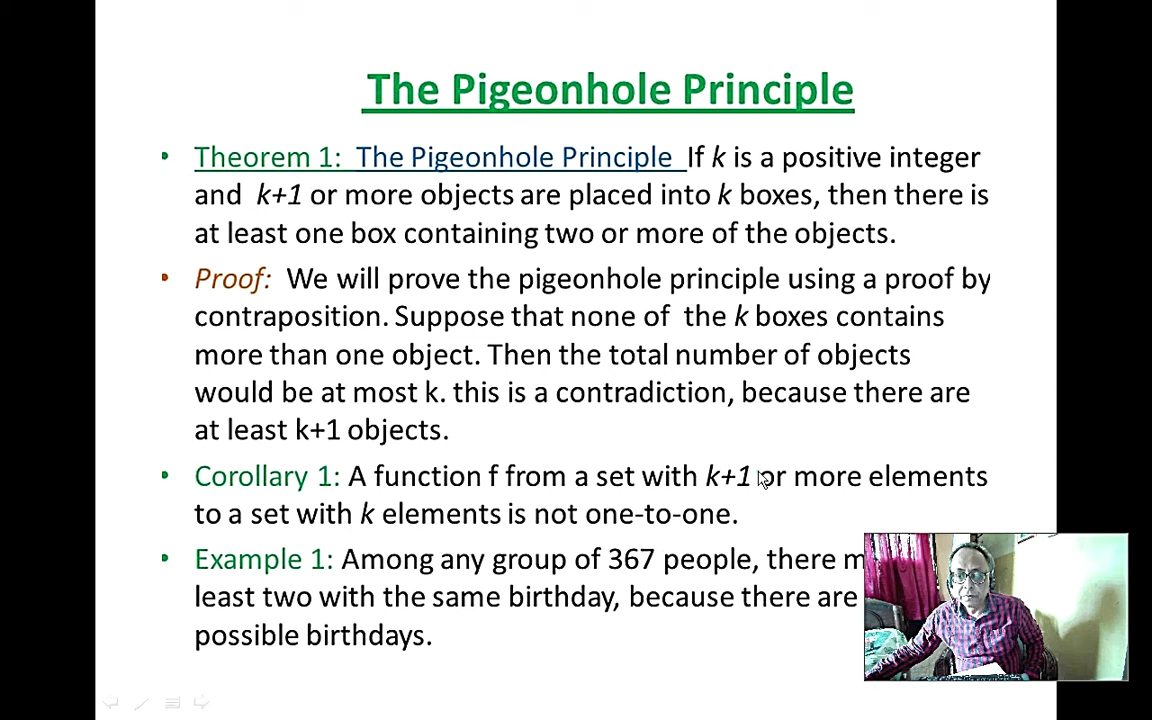 The Pigeonhole Principle
• Theorem 1: The Pigeonhole Principle If k is a positive integer
and k+1 or more objects are placed into k boxes, then there is
at least one box containing two or more of the objects.
• Proof: We will prove the pigeonhole principle using a proof by
contraposition. Suppose that none of the k boxes contains
more than one object. Then the total number of objects
would be at most k. this is a contradiction, because there are
at least k+1 objects.
• Corollary 1: A function f from a set with k+1 or more elements
to a set with k elements is not one-to-one.
• Example 1: Among any group of 367 people, there
least two with the same birthday, because there are
possible birthdays.